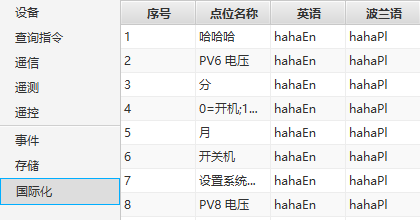 设备
查询指令
遥信
遥测
遥控
事件
存储
国际化
序号 点位名称 英语 波兰语
1 哈哈哈 hahaEn hahaPl
2 PV6 电压 hahaEn hahaPl
3 分 hahaEn hahaPl
4 0=开机;1... hahaEn hahaPl
5 月 hahaEn hahaPl
6 开关机 hahaEn hahaPl
7 设置系统... hahaEn hahaPl
8 PV8 电压 hahaEn hahaPl